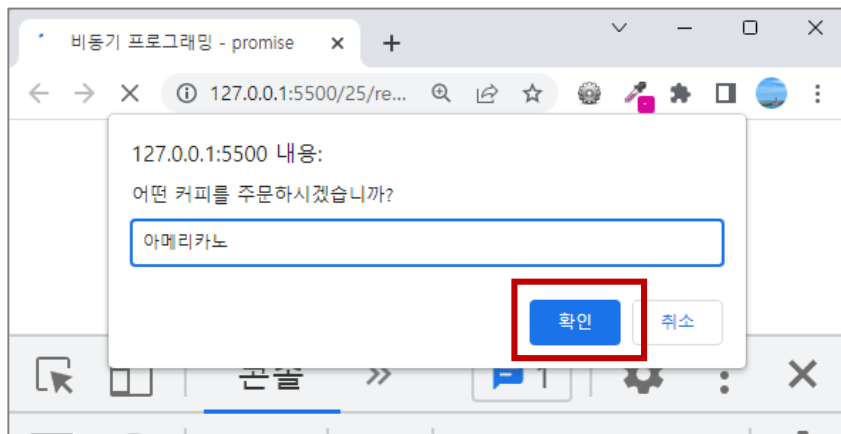 비동기 프로그래밍 - promise
127.0.0.1:5500/25/re...
127.0.0.1:5500 내용:
어떤 커피를 주문하시겠습니까?
아메리카노
확인
취소
콘솔
1